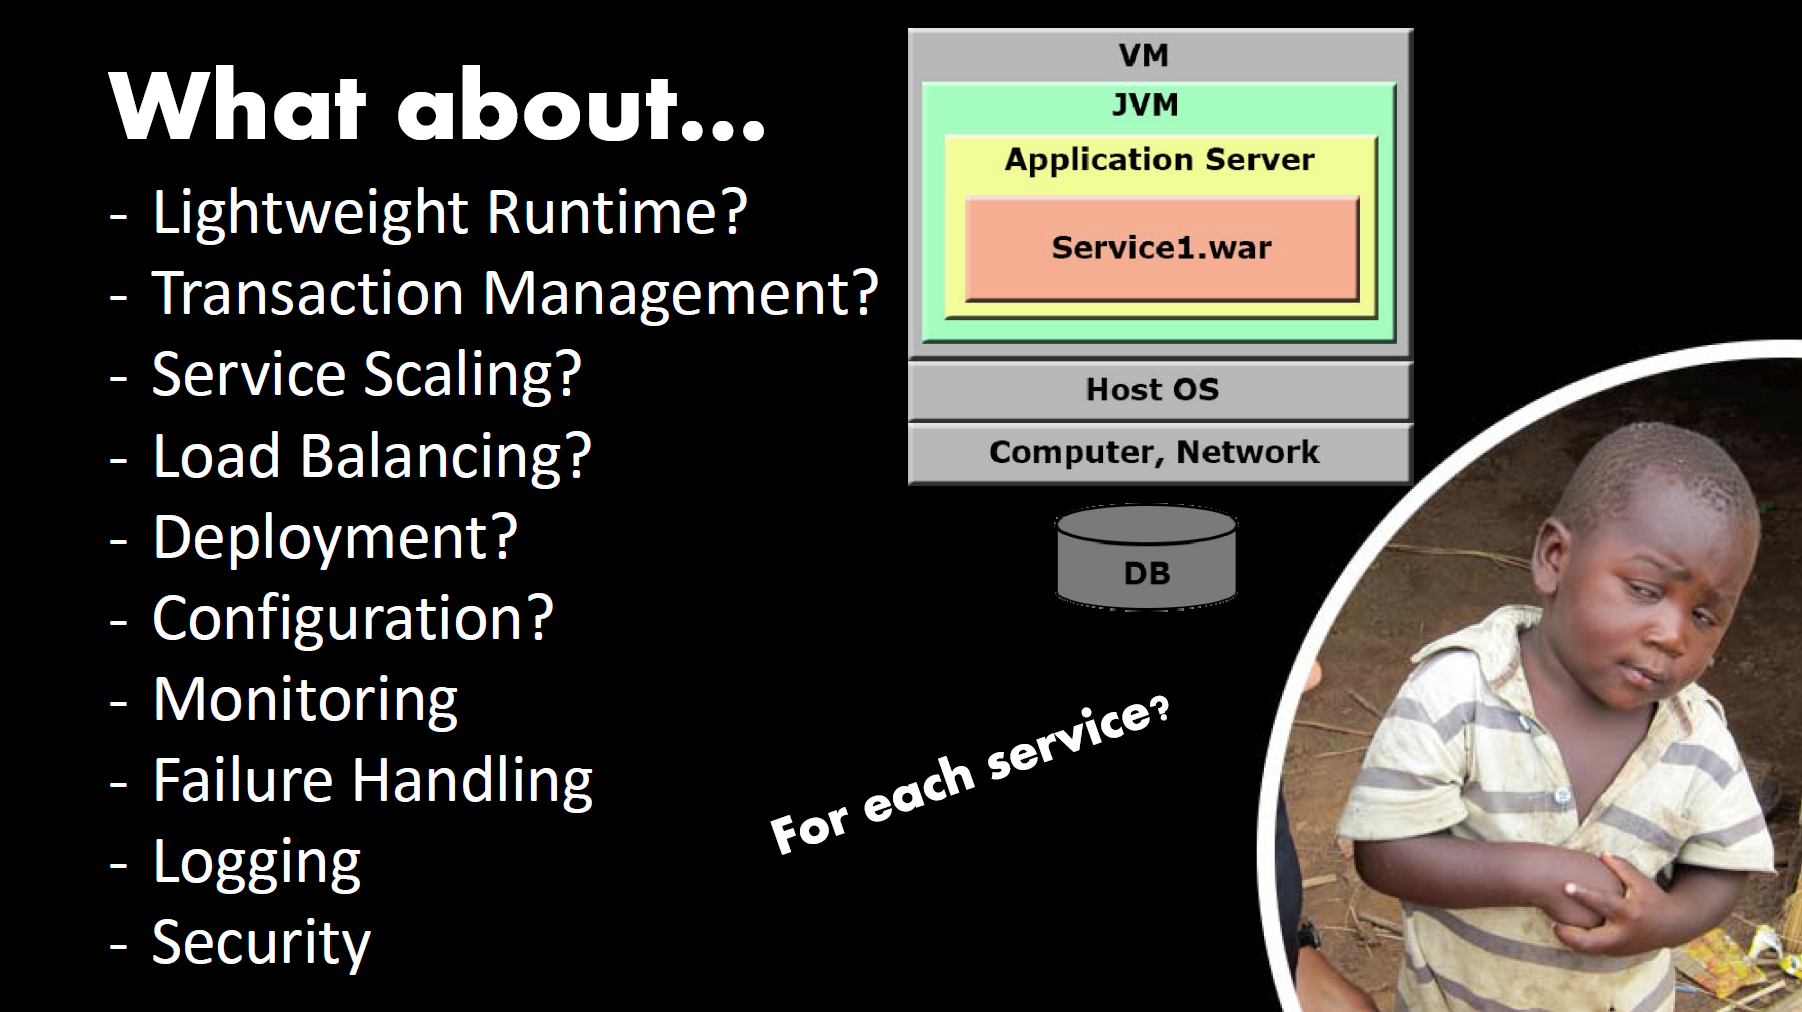 What about...
- Lightweight Runtime?
- Transaction Management?
- Service Scaling?
- Load Balancing?
- Deployment?
- Configuration?
- Monitoring
- Failure Handling
- Logging
- Security
VM
JVM
Application Server
Service1.war
Host OS
Computer, Network
DB
For each service?